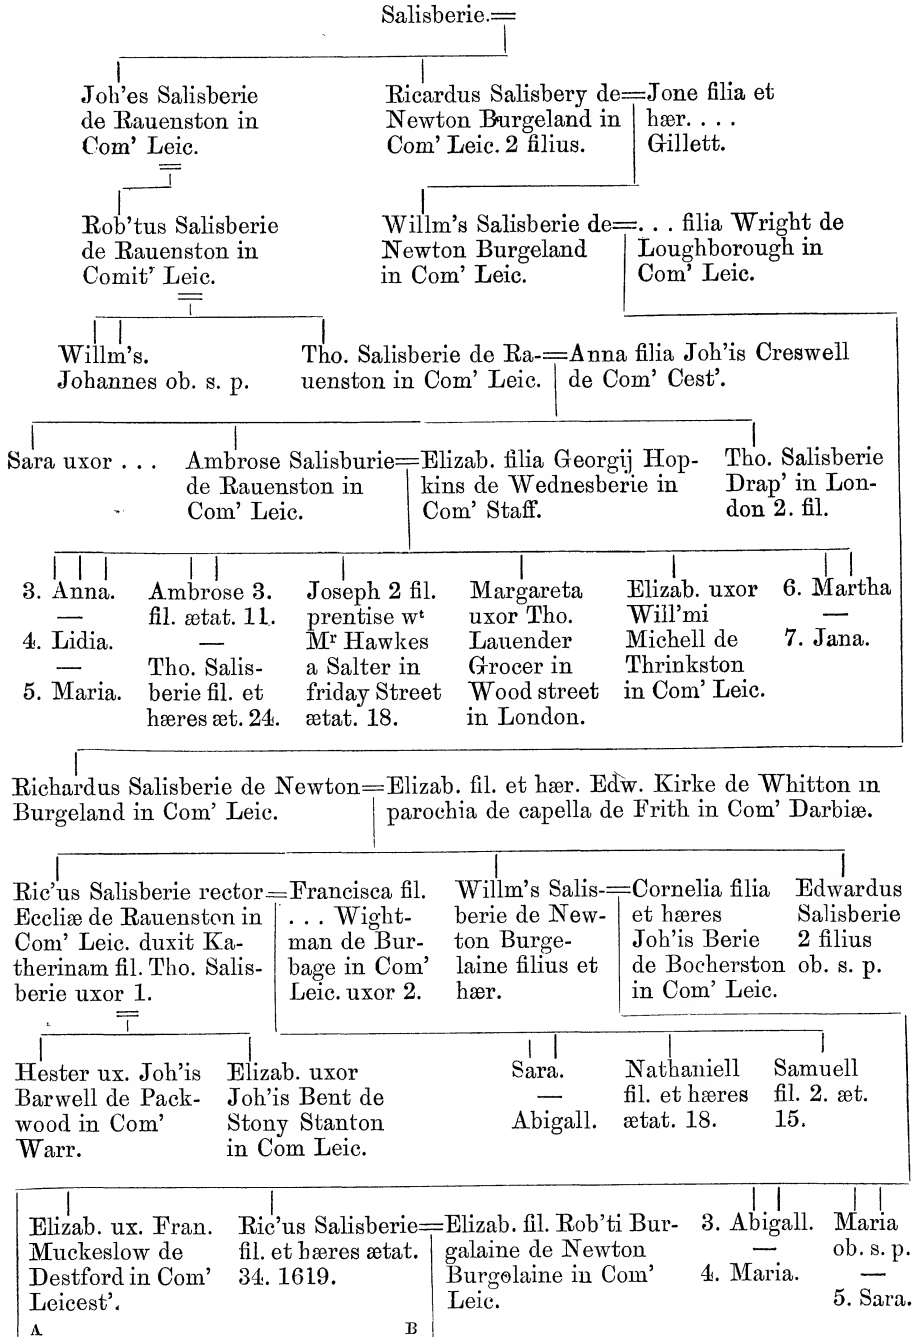 Salisberie.=
Joh'es Salisberie
de Rauenston in
Com' Leic.
Ricardus Salisbery de=Jone filia et
Newton Burgeland in hær. . . .
Com' Leic. 2 filius. Gillett.
Rob'tus Salisberie
de Rauenston in
Comit' Leic.
Willm's Salisberie de=. . . filia Wright de
Newton Burgeland Loughborough in
in Com' Leic. Com' Leic.
Willm's.
Johannes ob. s. p.
Tho. Salisberie de Ra-=Anna filia Joh'is Creswell
uenston in Com' Leic. de Com' Cest'.
Sara uxor . . .
Ambrose Salisburie=Elizab. filia Georgij Hop-
de Rauenston in kins de Wednesberie in
Com' Leic. Com' Staff.
Tho. Salisberie
Drap' in Lon-
don 2. fil.
3. Anna.
—
4. Lidia.
—
5. Maria.
Ambrose 3.
fil. ætat. 11.
—
Tho. Salis-
berie fil. et
hæres æt. 24.
Joseph 2 fil.
prentise wt
Mr Hawkes
a Salter in
friday Street
ætat. 18.
Margareta
uxor Tho.
Lauender
Grocer in
Wood street
in London.
Elizab. uxor
Will'mi
Michell de
Thrinkston
in Com' Leic.
6. Martha
—
7. Jana.
Richardus Salisberie de Newton=Elizab. fil. et hær. Edw. Kirke de Whitton in
Burgeland in Com' Leic. parochia de capella de Frith in Com' Darbiæ.
Ric'us Salisberie rector=Francisca fil.
Eccliæ de Rauenston in . . . Wight-
Com' Leic. duxit Ka- man de Bur-
therinam fil. Tho. Salis- bage in Com'
berie uxor 1. Leic. uxor 2.
Willm's Salis-=Cornelia filia
berie de New- et hæres
ton Burge- Joh'is Berie
laine filius et de Bocherston
hær. in Com' Leic.
Edwardus
Salisberie
2 filius
ob. s. p.
Hester ux. Joh'is
Barwell de Pack-
wood in Com'
Warr.
Elizab. uxor
Joh'is Bent de
Stony Stanton
in Com Leic.
Sara.
—
Abigall.
Nathaniell
fil. et hæres
ætat. 18.
Samuell
fil. 2. æt.
15.
Elizab. ux. Fran.
Muckeslow de
Destford in Com'
Leicest'.
Ric'us Salisberie=Elizab. fil. Rob'ti Bur-
fil. et hæres ætat. galaine de Newton
34. 1619. Burgelaine in Com'
Leic.
3. Abigall.
—
4. Maria.
Maria
ob. s. p.
—
5. Sara.
A B